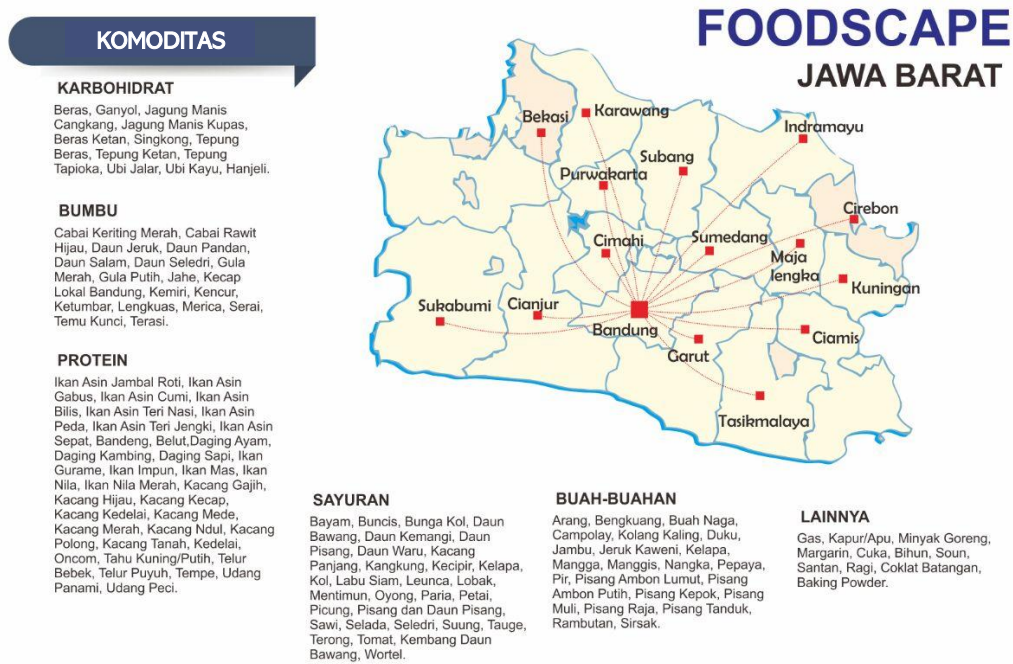 KOMODITAS
FOODSCAPE
JAWA BARAT
KARBOHIDRAT
Beras, Ganyol, Jagung Manis
Cangkang, Jagung Manis Kupas,
Beras Ketan, Singkong, Tepung
Beras, Tepung Ketan, Tepung
Tapioka, Ubi Jalar, Ubi Kayu, Hanjeli.
BUMBU
Cabai Keriting Merah, Cabai Rawit
Hijau, Daun Jeruk, Daun Pandan,
Daun Salam, Daun Seledri, Gula
Merah, Gula Putih, Jahe, Kecap
Lokal Bandung, Kemiri, Kencur,
Ketumbar, Lengkuas, Merica, Serai,
Temu Kunci, Terasi.
PROTEIN
Ikan Asin Jambal Roti, Ikan Asin
Gabus, Ikan Asin Cumi, Ikan Asin
Bilis, Ikan Asin Teri Nasi, Ikan Asin
Peda, Ikan Asin Teri Jengki, Ikan Asin
Sepat, Bandeng, Belut,Daging Ayam,
Daging Kambing, Daging Sapi, Ikan
Gurame, Ikan Impun, Ikan Mas, Ikan
Nila, Ikan Nila Merah, Kacang Gajih,
Kacang Hijau, Kacang Kecap,
Kacang Kedelai, Kacang Mede,
Kacang Merah, Kacang Ndul, Kacang
Polong, Kacang Tanah, Kedelai,
Oncom, Tahu Kuning/Putih, Telur
Bebek, Telur Puyuh, Tempe, Udang
Panami, Udang Peci.
Bekasi
Karawang
Indramayu
Subang
Purwakarta
Cirebon
Cimahi
Sumedang
Maja
lengka
Kuningan
Sukabumi
Cianjur
Bandung
Ciamis
Garut
Tasikmalaya
SAYURAN
Bayam, Buncis, Bunga Kol, Daun
Bawang, Daun Kemangi, Daun
Pisang, Daun Waru, Kacang
Panjang, Kangkung, Kecipir, Kelapa,
Kol, Labu Siam, Leunca, Lobak,
Mentimun, Oyong, Paria, Petai,
Picung, Pisang dan Daun Pisang,
Sawi, Selada, Seledri, Suung, Tauge,
Terong, Tomat, Kembang Daun
Bawang, Wortel.
BUAH-BUAHAN
Arang, Bengkuang, Buah Naga,
Campolay, Kolang Kaling, Duku,
Jambu, Jeruk Kaweni, Kelapa,
Mangga, Manggis, Nangka, Pepaya,
Pir, Pisang Ambon Lumut, Pisang
Ambon Putih, Pisang Kepok, Pisang
Muli, Pisang Raja, Pisang Tanduk,
Rambutan, Sirsak.
LAINNYA
Gas, Kapur/Apu, Minyak Goreng,
Margarin, Cuka, Bihun, Soun,
Santan, Ragi, Coklat Batangan,
Baking Powder.